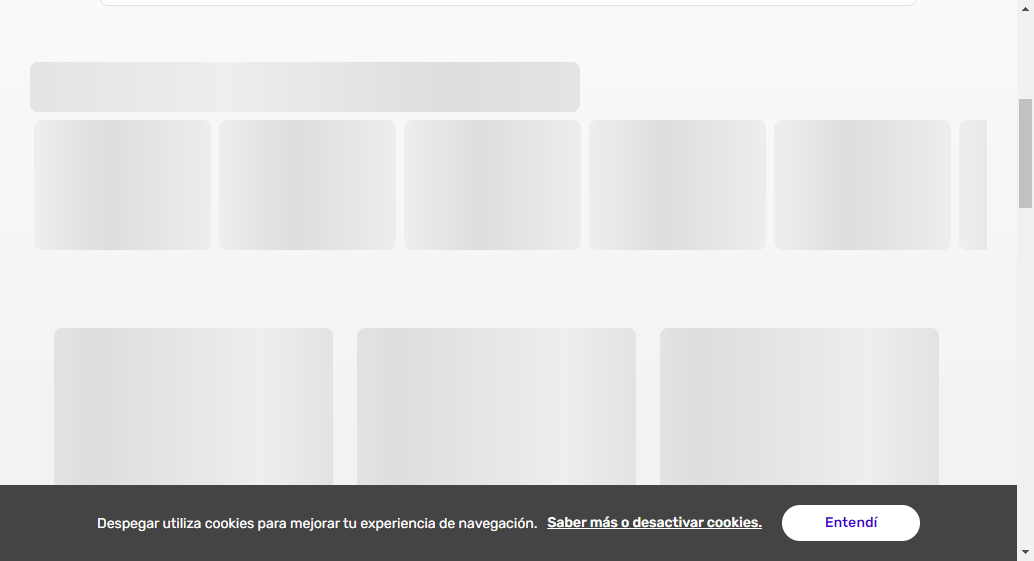 Despegar utiliza cookies para mejorar tu experiencia de navegación. Saber más o desactivar cookies. Entendí